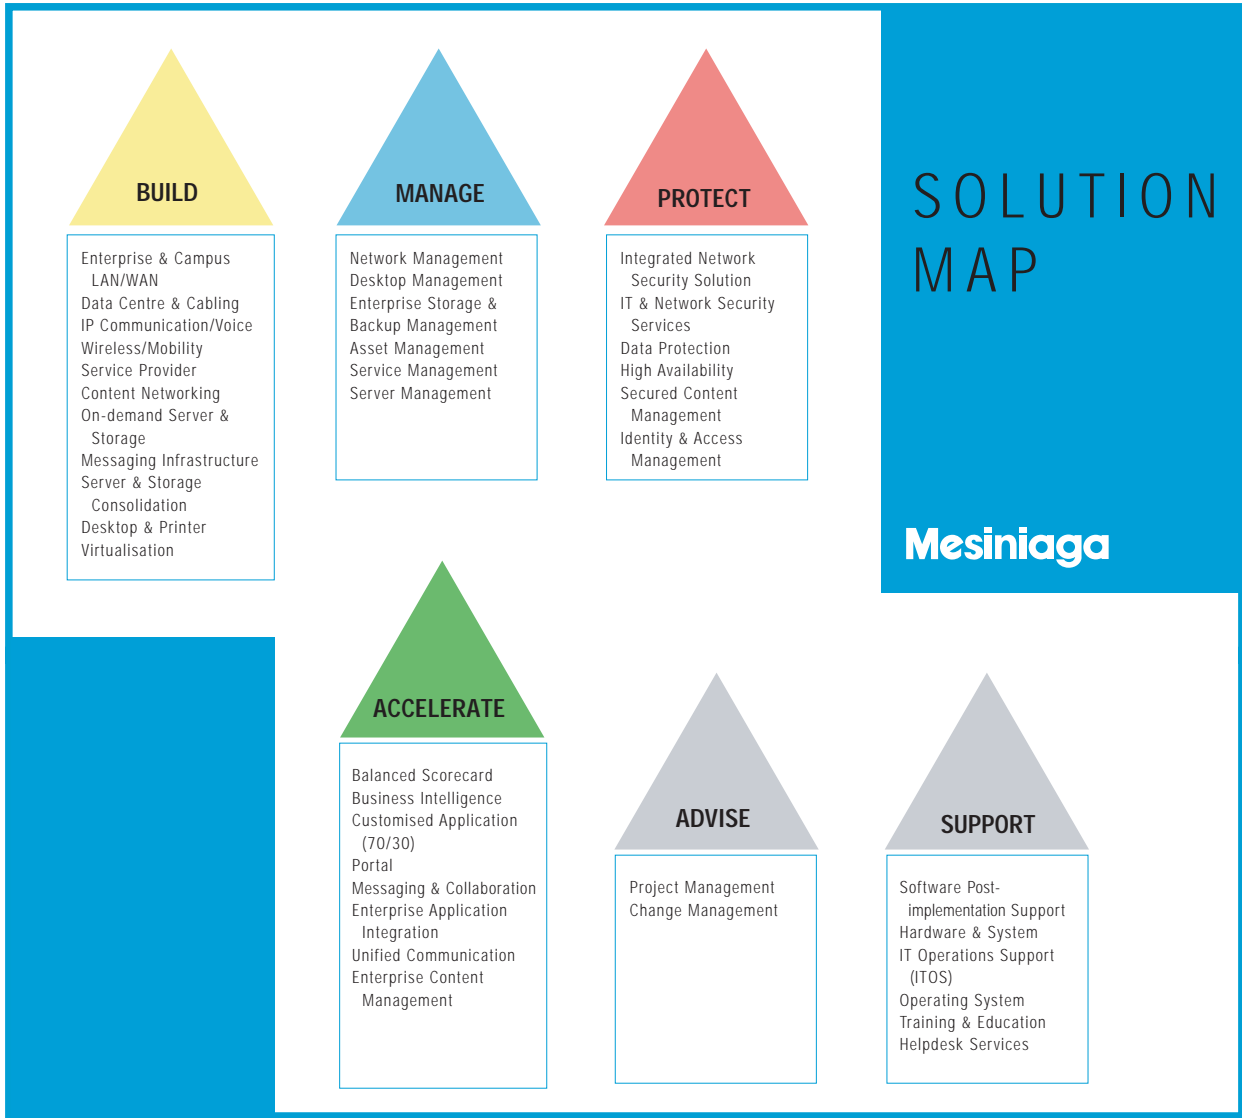 SOLUTION
MAP
Mesiniaga
BUILD
Enterprise & Campus
LAN/WAN
Data Centre & Cabling
IP Communication/Voice
Wireless/Mobility
Service Provider
Content Networking
On-demand Server &
Storage
Messaging Infrastructure
Server & Storage
Consolidation
Desktop & Printer
Virtualisation
MANAGE
Network Management
Desktop Management
Enterprise Storage &
Backup Management
Asset Management
Service Management
Server Management
PROTECT
Integrated Network
Security Solution
IT & Network Security
Services
Data Protection
High Availability
Secured Content
Management
Identity & Access
Management
ACCELERATE
Balanced Scorecard
Business Intelligence
Customised Application
(70/30)
Portal
Messaging & Collaboration
Enterprise Application
Integration
Unified Communication
Enterprise Content
Management
ADVISE
Project Management
Change Management
SUPPORT
Software Post-
implementation Support
Hardware & System
IT Operations Support
(ITOS)
Operating System
Training & Education
Helpdesk Services